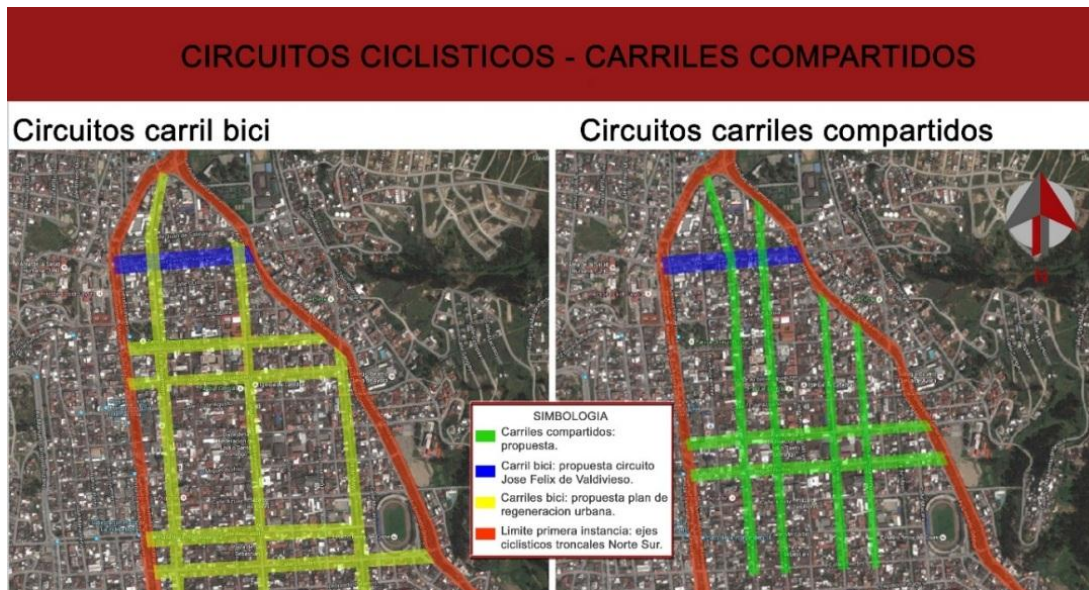 CIRCUITOS CICLISTICOS - CARRILES COMPARTIDOS
Circuitos carril bici
Circuitos carriles compartidos
SIMBOLOGIA
Carriles compartidos:
propuesta.
Carril bici: propuesta circuito
Jose Felix de Valdivieso.
Carriles bici: propuesta plan de
regeneracion urbana.
Limite primera instancia: ejes
ciclisticos troncales Norte Sur.